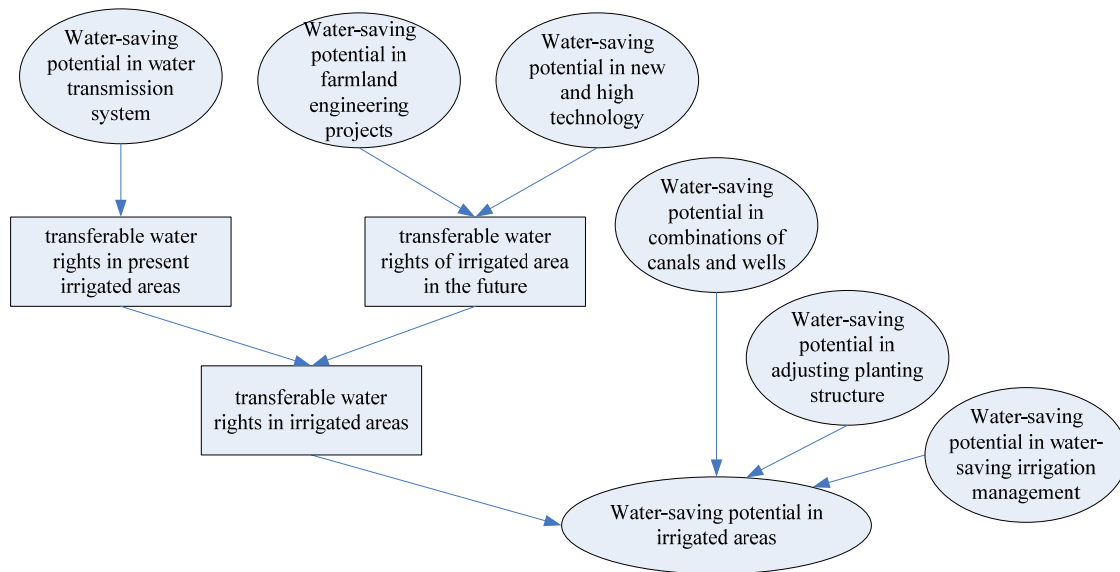 Water-saving
potential in water
transmission
system
Water-saving
potential in
farmland
engineering
projects
Water-saving
potential in new
and high
technology
Water-saving
potential in
combinations of
canals and wells
transferable water
rights in present
irrigated areas
transferable water
rights of irrigated area
in the future
Water-saving
potential in
adjusting planting
structure
transferable water
rights in irrigated areas
Water-saving
potential in water-
saving irrigation
management
Water-saving potential in
irrigated areas